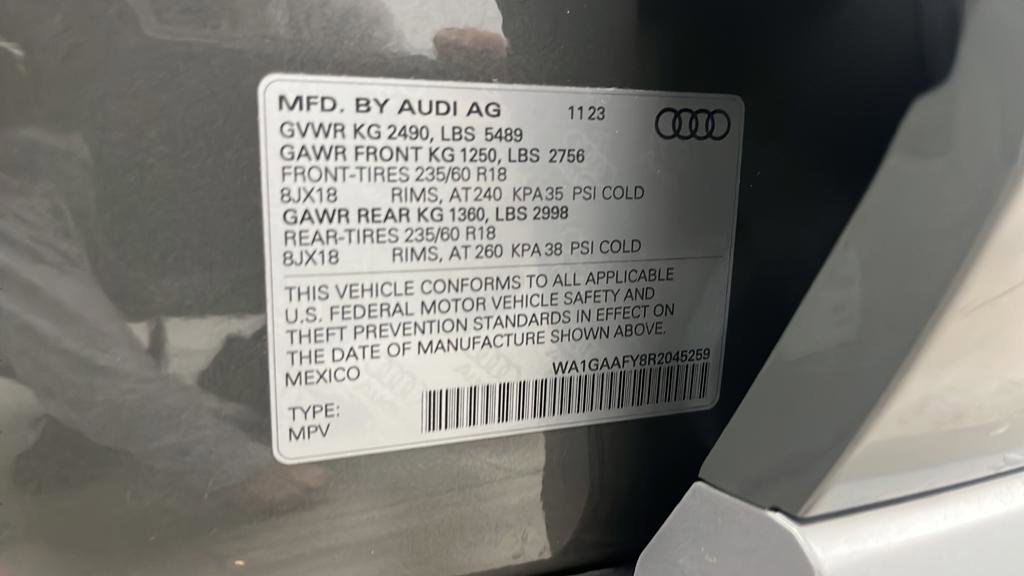 MFD. BY AUDI AG 11 23
GVWR KG 2490, LBS 5489
GAWR FRONT KG 1250, LBS 2756
FRONT-TIRES 235/60 R18
8JX18 RIMS, AT 240 KPA 35 PSI COLD
GAWR REAR KG 1360, LBS 2998
REAR-TIRES 235/60 R18
8JX18 RIMS, AT 260 KPA 38 PSI COLD
THIS VEHICLE CONFORMS TO ALL APPLICABLE
U.S. FEDERAL MOTOR VEHICLE SAFETY AND
THEFT PREVENTION STANDARDS IN EFFECT ON
THE DATE OF MANUFACTURE SHOWN ABOVE.
MEXICO WA1GAAFY8R2045259
TYPE:
MPV